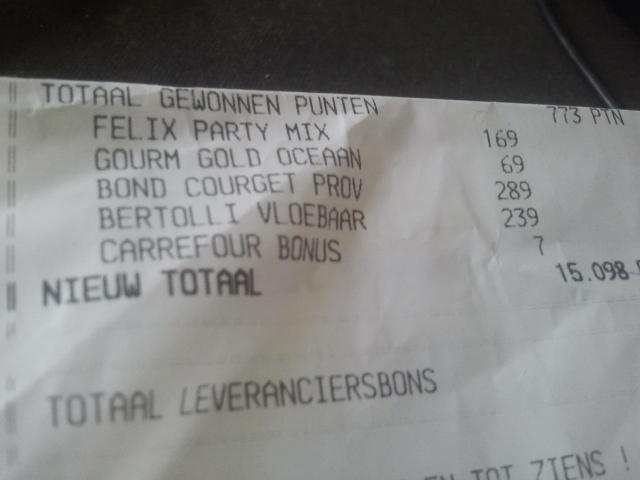 TOTAAL GEWONNEN PUNTEN 773 PTN
FELIX PARTY MIX 169
GOURM GOLD OCEAAN 69
BOND COURGET PROV 289
BERTOLLI VLOEBAAR 239
CARREFOUR BONUS 7
NIEUW TOTAAL 15.098
TOTAAL LEVERANCIERSBONS
TOT ZIENS !